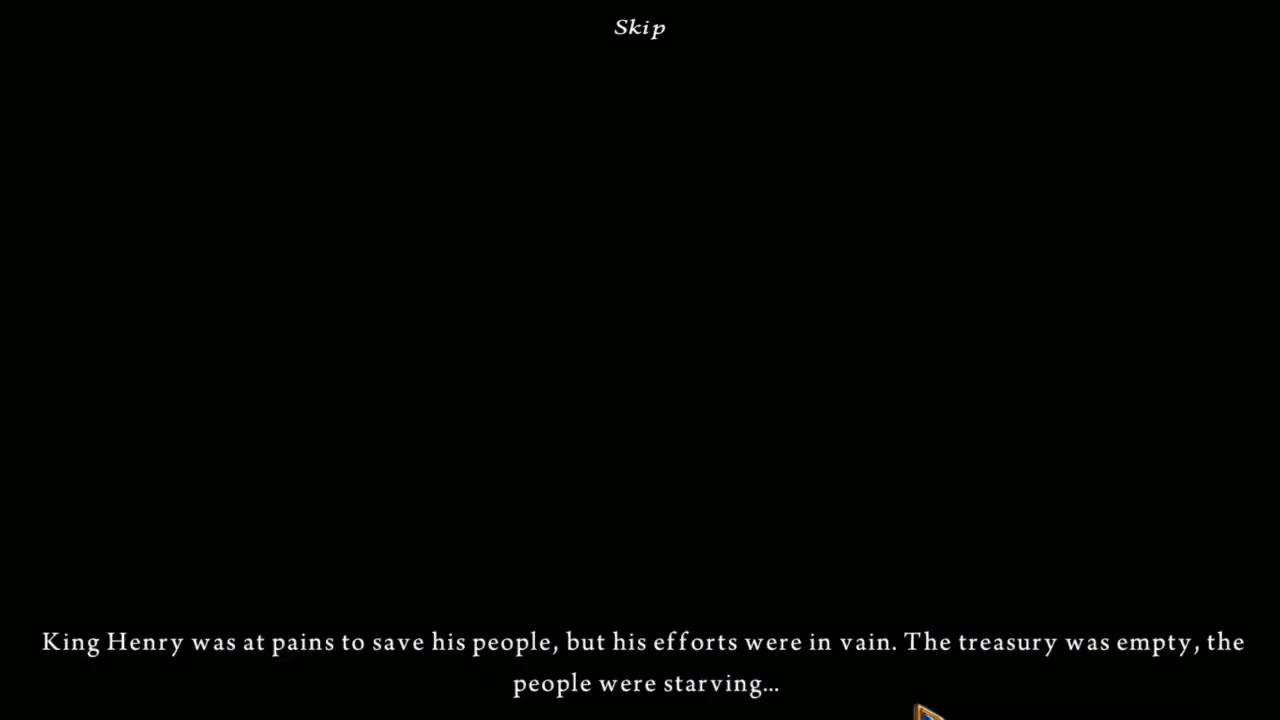 Skip
King Henry was at pains to save his people, but his efforts were in vain. The treasury was empty, the
people were starving...